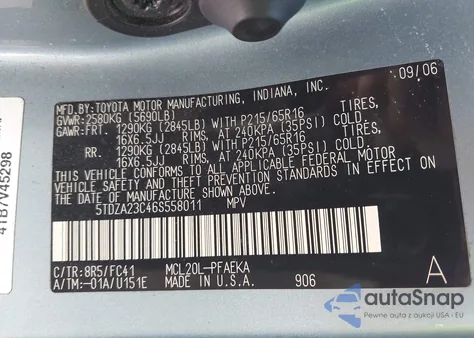 MFD. BY: TOYOTA MOTOR MANUFACTURING, INDIANA, INC. 09/06
GVWR: 2580KG (5690LB)
GAWR: FRT. 1290KG (2845LB) WITH P215/65R16 TIRES,
16X6.5JJ RIMS, AT 240KPA (35PSI) COLD.
RR. 1290KG (2845LB) WITH P215/65R16 TIRES,
16X6.5JJ RIMS, AT 240KPA (35PSI) COLD.
THIS VEHICLE CONFORMS TO ALL APPLICABLE FEDERAL MOTOR
VEHICLE SAFETY AND THEFT PREVENTION STANDARDS IN EFFECT ON
THE DATE OF MANUFACTURE SHOWN ABOVE.
5TDZA23C46S558011 MPV
C/TR: 8R5/FC41 MCL20L-PFAEKA
A/TM: -01A/U151E MADE IN U.S.A. 906 A
4TB7V45298
autaSnap
Pewne auta z USA i EU